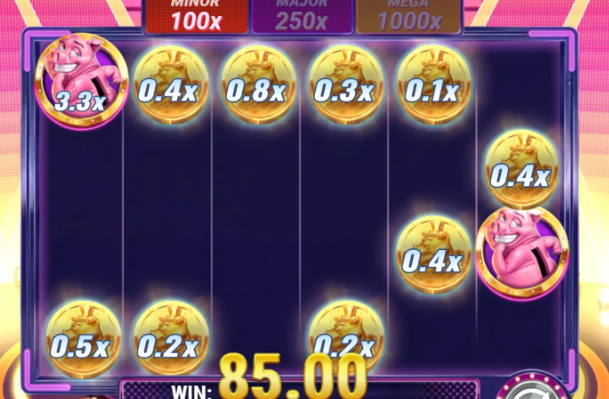 MINOR MAJOR MEGA
100x 250x 1000x
3.3x 0.4x 0.8x 0.3x 0.1x
0.4x
0.4x
0.5x 0.2x 0.2x
WIN: 85.00